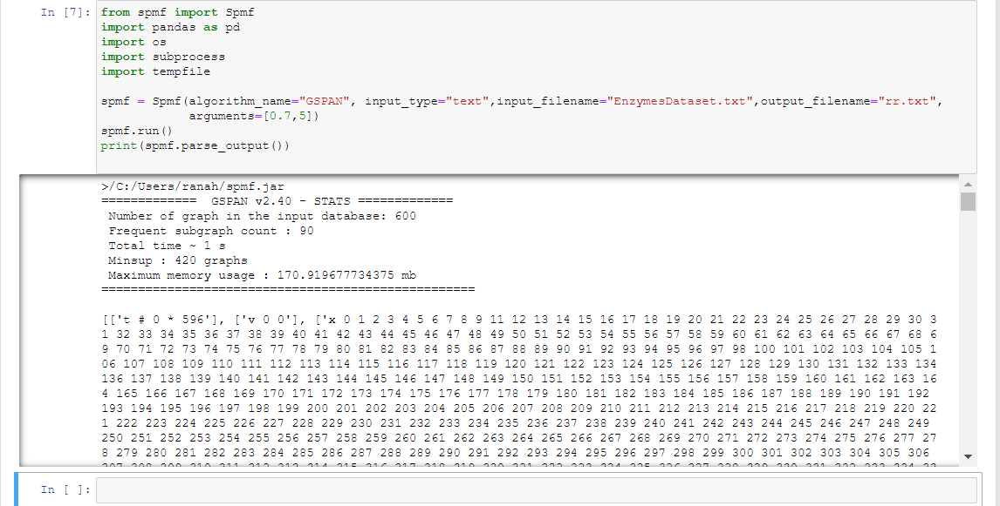 In [7]:
from spmf import Spmf
import pandas as pd
import os
import subprocess
import tempfile
spmf = Spmf(algorithm_name="GSPAN", input_type="text",input_filename="EnzymesDataset.txt",output_filename="rr.txt",
arguments=[0.7,5])
spmf.run()
print(spmf.parse_output())
>/C:/Users/ranah/spmf.jar
============= GSPAN v2.40 - STATS =============
Number of graph in the input database: 600
Frequent subgraph count : 90
Total time ~ 1 s
Minsup : 420 graphs
Maximum memory usage : 170.919677734375 mb
===================================================
[['t # 0 * 596'], ['v 0 0'], ['x 0 1 2 3 4 5 6 7 8 9 11 12 13 14 15 16 17 18 19 20 21 22 23 24 25 26 27 28 29 30 3
1 32 33 34 35 36 37 38 39 40 41 42 43 44 45 46 47 48 49 50 51 52 53 54 55 56 57 58 59 60 61 62 63 64 65 66 67 68 6
9 70 71 72 73 74 75 76 77 78 79 80 81 82 83 84 85 86 87 88 89 90 91 92 93 94 95 96 97 98 100 101 102 103 104 105 1
06 107 108 109 110 111 112 113 114 115 116 117 118 119 120 121 122 123 124 125 126 127 128 129 130 131 132 133 134
136 137 138 139 140 141 142 143 144 145 146 147 148 149 150 151 152 153 154 155 156 157 158 159 160 161 162 163 16
4 165 166 167 168 169 170 171 172 173 174 175 176 177 178 179 180 181 182 183 184 185 186 187 188 189 190 191 192
193 194 195 196 197 198 199 200 201 202 203 204 205 206 207 208 209 210 211 212 213 214 215 216 217 218 219 220 22
1 222 223 224 225 226 227 228 229 230 231 232 233 234 235 236 237 238 239 240 241 242 243 244 245 246 247 248 249
250 251 252 253 254 255 256 257 258 259 260 261 262 263 264 265 266 267 268 269 270 271 272 273 274 275 276 277 27
8 279 280 281 282 283 284 285 286 287 288 289 290 291 292 293 294 295 296 297 298 299 300 301 302 303 304 305 306
In [ ]: